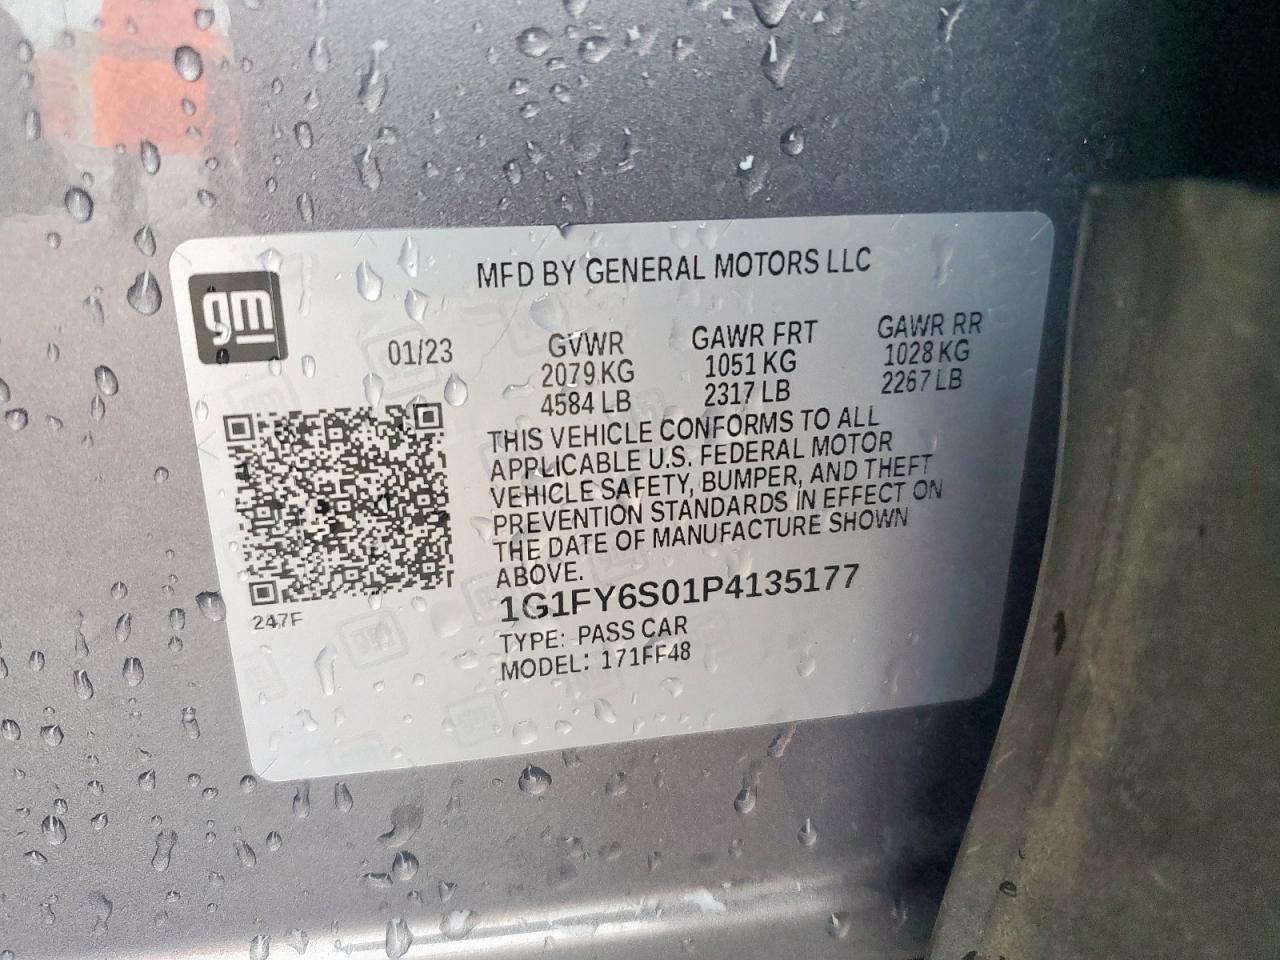 MFD BY GENERAL MOTORS LLC
gm
01/23
GVWR GAWR FRT GAWR RR
2079 KG 1051 KG 1028 KG
4584 LB 2317 LB 2267 LB
THIS VEHICLE CONFORMS TO ALL
APPLICABLE U.S. FEDERAL MOTOR
VEHICLE SAFETY, BUMPER, AND THEFT
PREVENTION STANDARDS IN EFFECT ON
THE DATE OF MANUFACTURE SHOWN
ABOVE.
1G1FY6S01P4135177
TYPE: PASS CAR
MODEL: 171FF48
247F